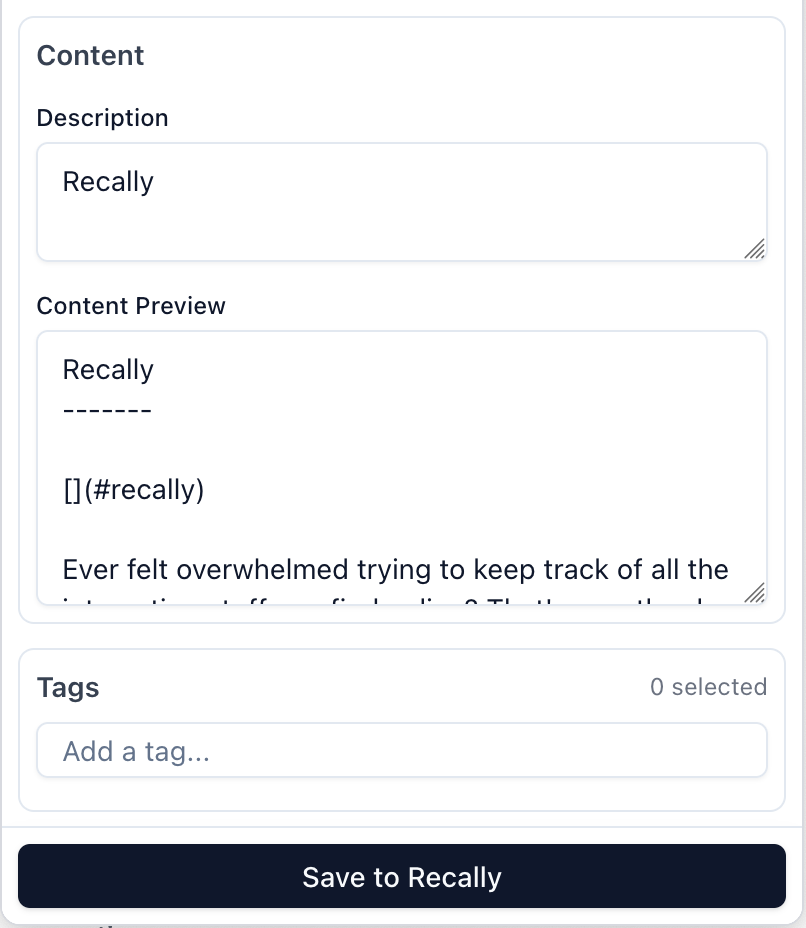 Content
Description
Recally
Content Preview
Recally
-------
[](#recally)
Ever felt overwhelmed trying to keep track of all the
Tags
0 selected
Add a tag...
Save to Recally